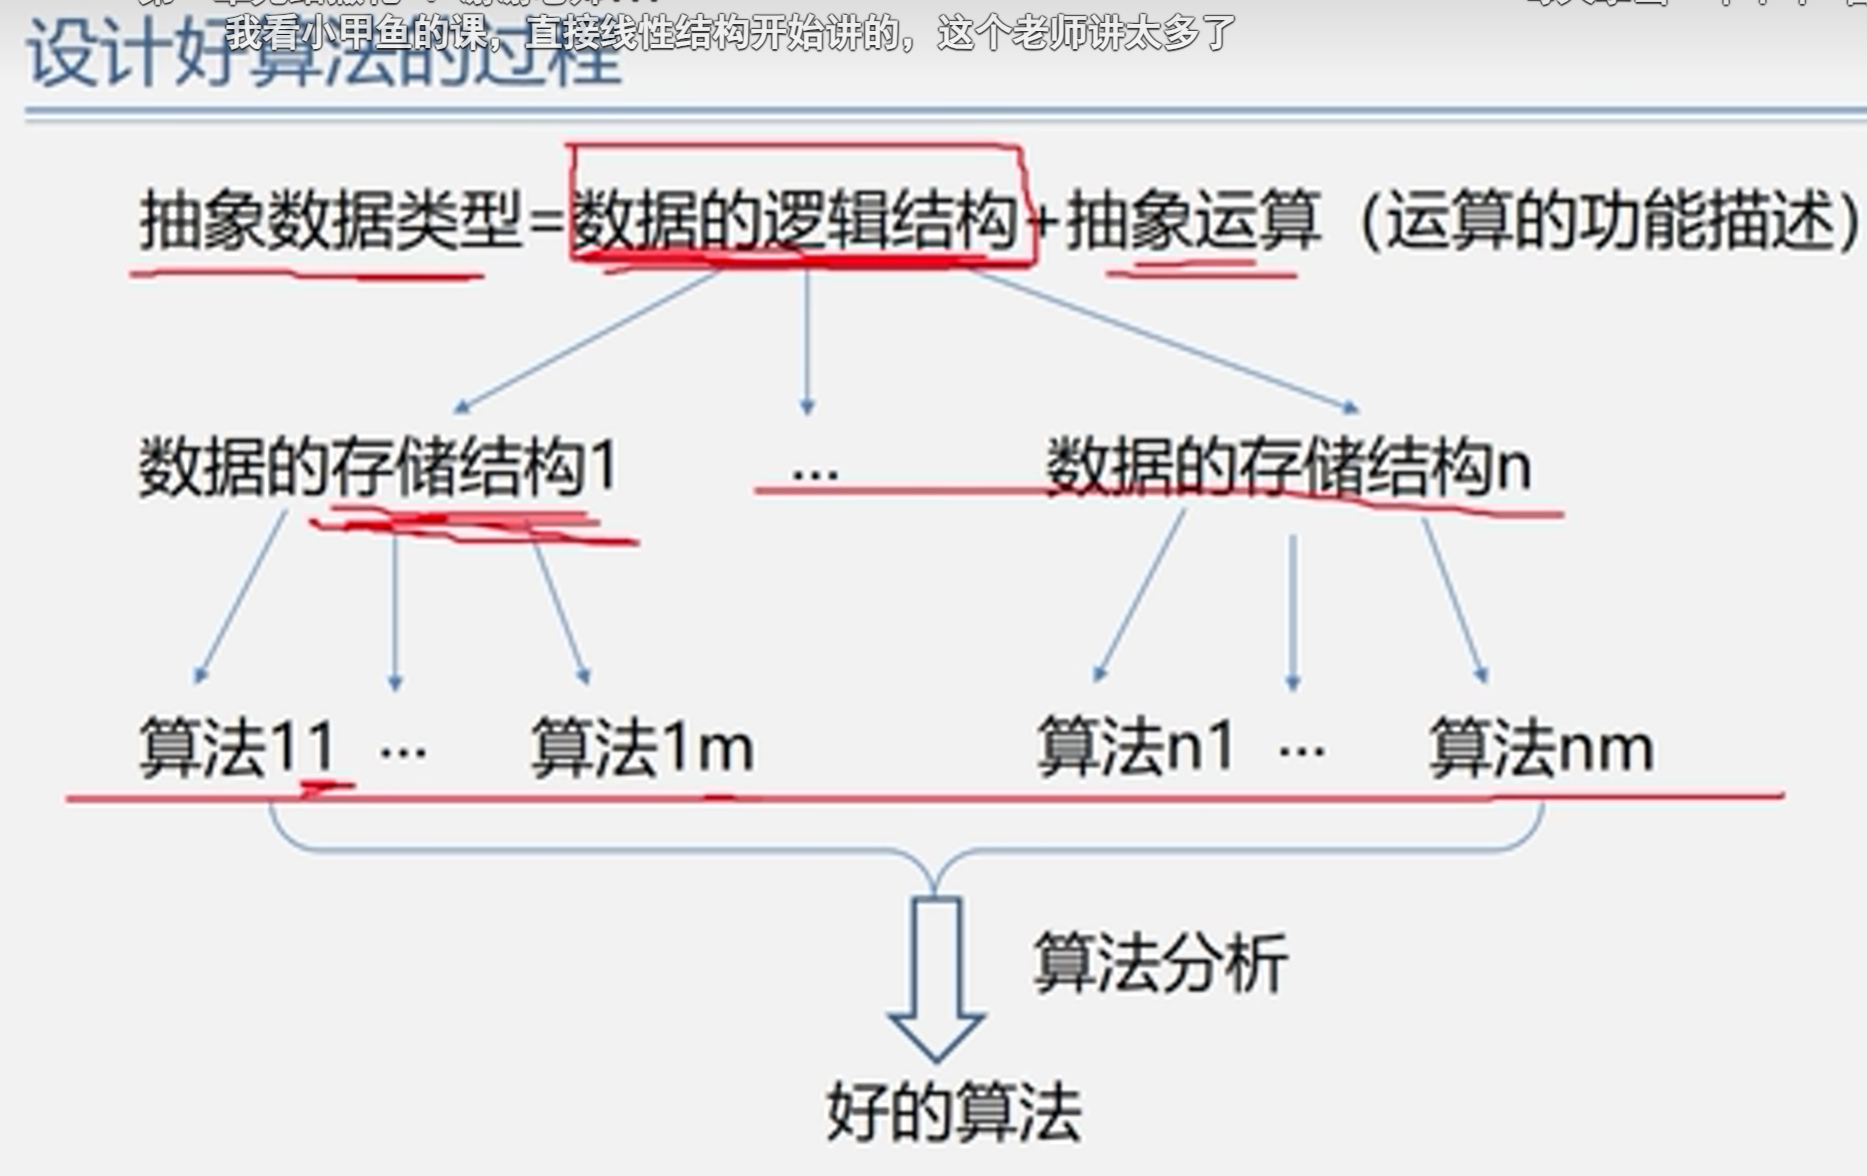 我看小甲鱼的课，直接线性结构开始讲的，这个老师讲太多了
设计好算法的过程
抽象数据类型=数据的逻辑结构+抽象运算（运算的功能描述）
数据的存储结构1 … 数据的存储结构n
算法11 … 算法1m 算法n1 … 算法nm
算法分析
好的算法